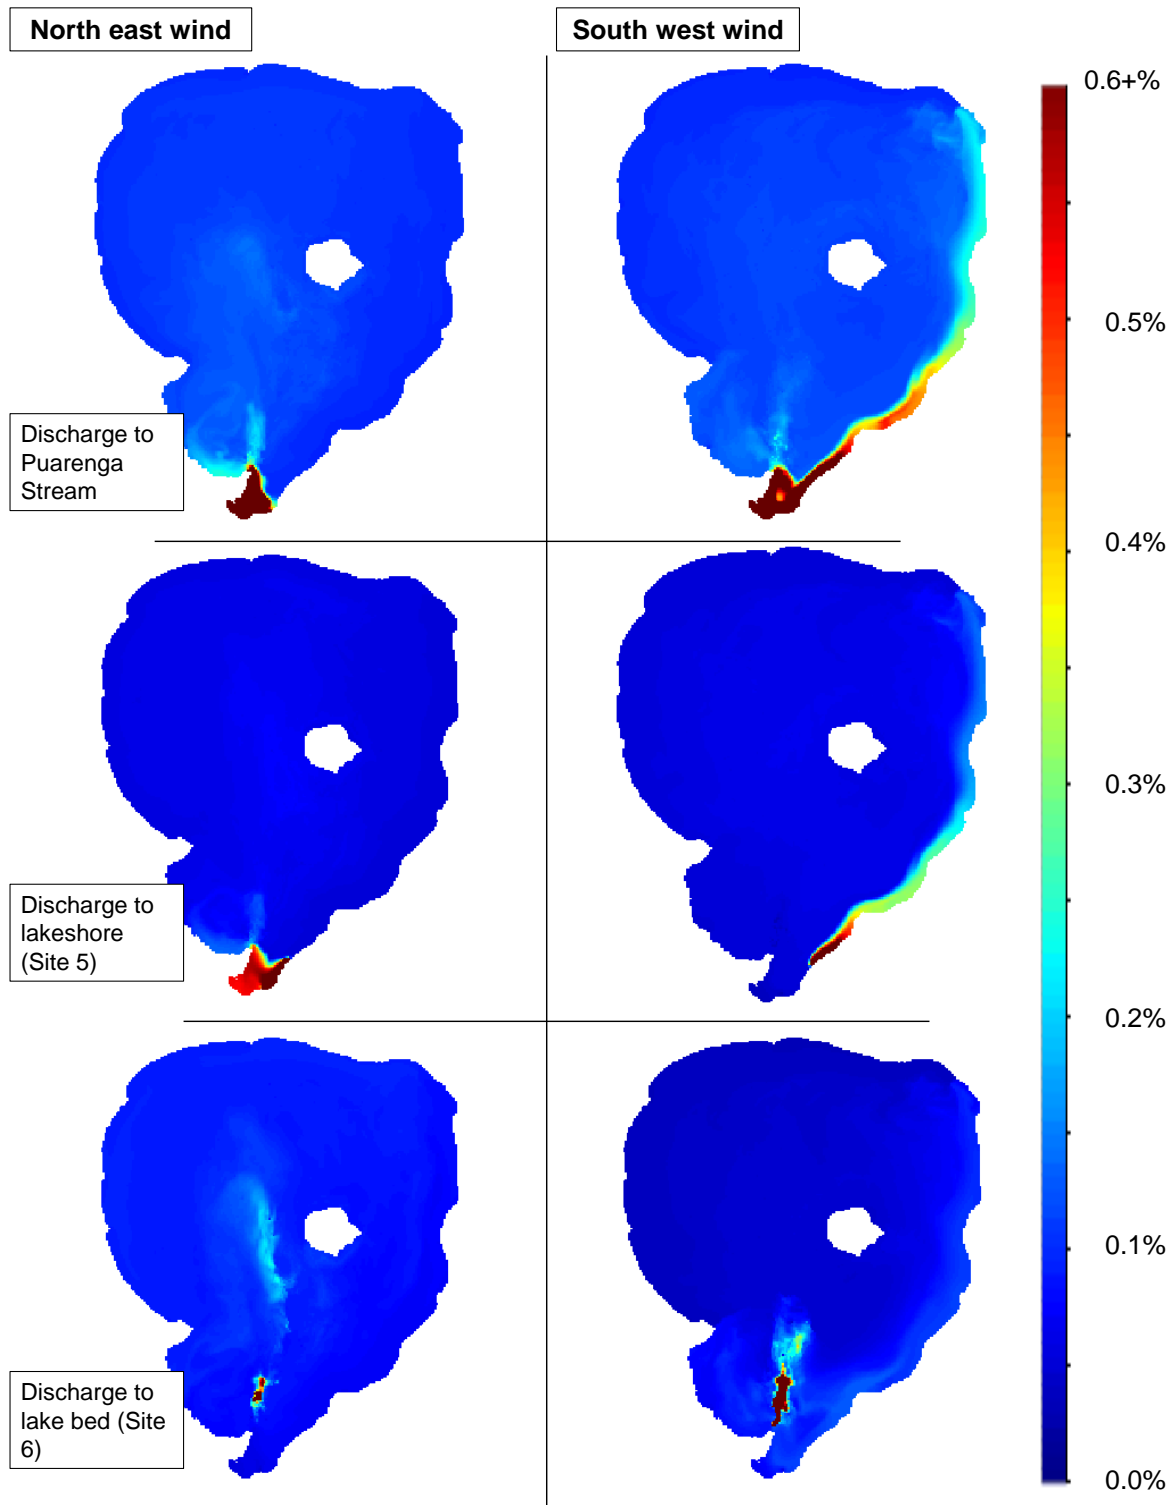 North east wind
South west wind
0.6+%
0.5%
Discharge to
Puarenga
Stream
0.4%
0.3%
Discharge to
lakeshore
(Site 5)
0.2%
0.1%
Discharge to
lake bed (Site
6)
0.0%